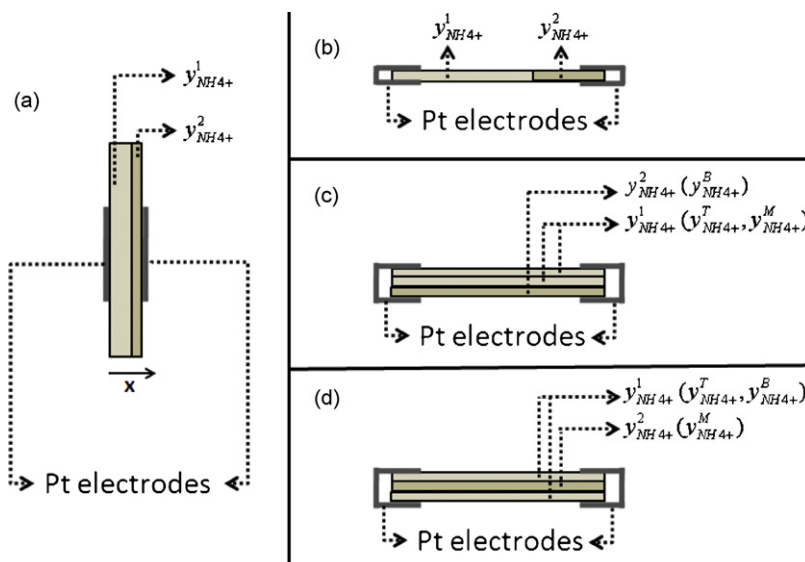 (a)
y¹NH4+
y²NH4+
x
Pt electrodes
(b)
y¹NH4+ y²NH4+
Pt electrodes
(c)
y²NH4+ (yᴮNH4+)
y¹NH4+ (yᵀNH4+, yᴹNH4+)
Pt electrodes
(d)
y¹NH4+ (yᵀNH4+, yᴮNH4+)
y²NH4+ (yᴹNH4+)
Pt electrodes